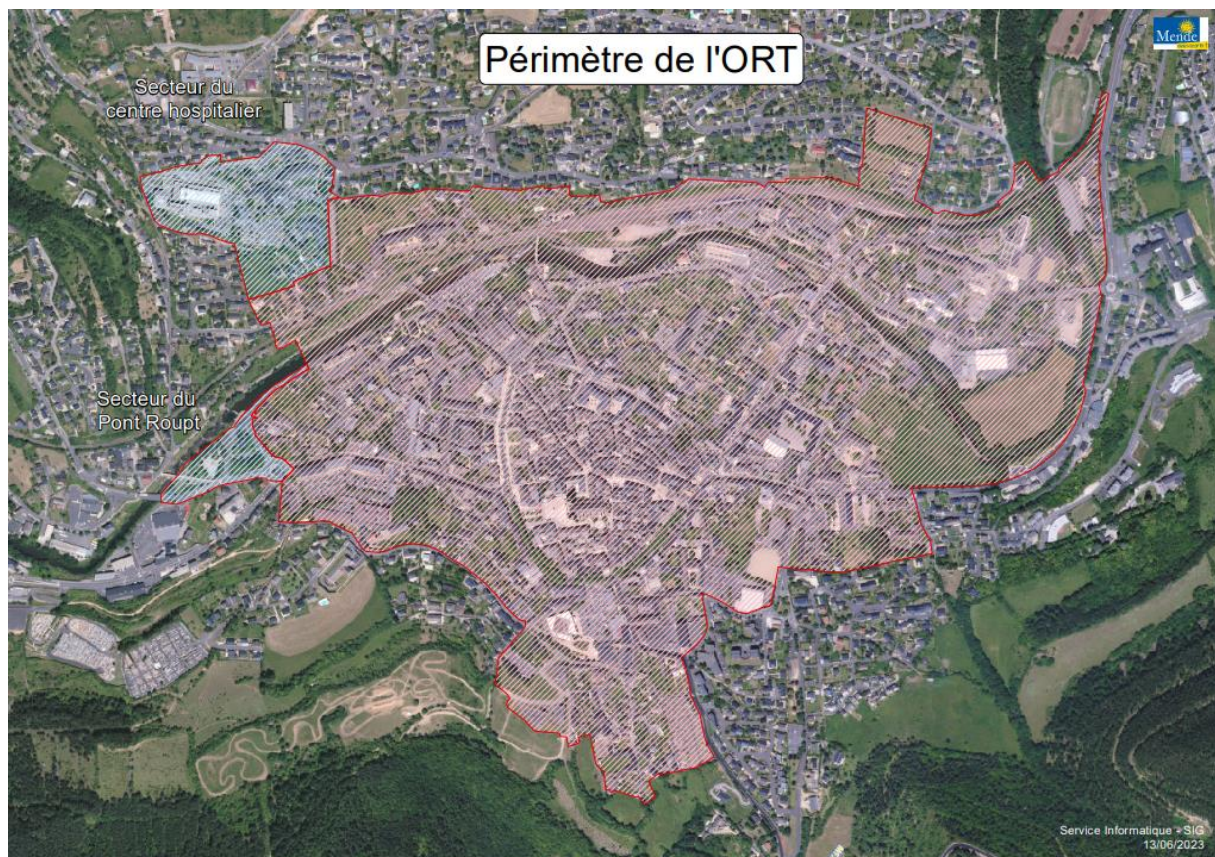 Périmètre de l'ORT
Mende
Secteur du
centre hospitalier
Secteur du
Pont Roupt
Service Informatique - SIG
13/06/2023